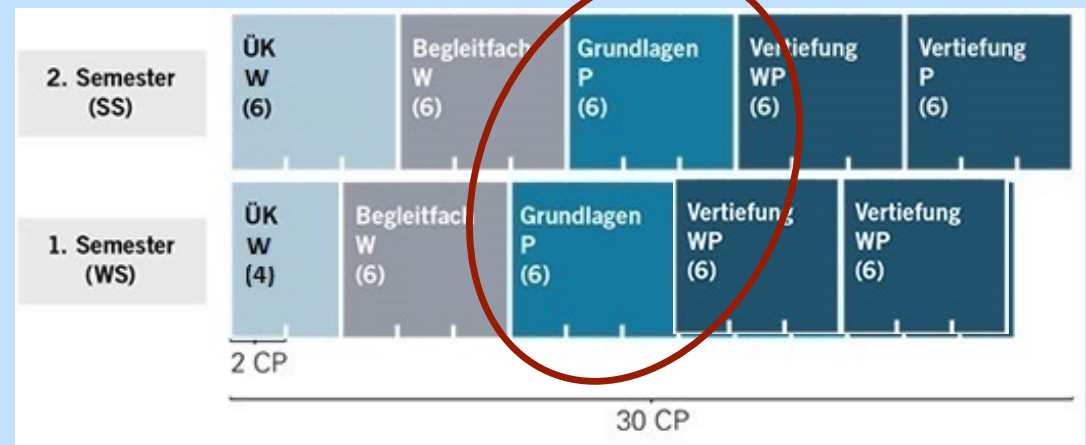 2. Semester
(SS)
ÜK
W
(6)
Begleitfach
W
(6)
Grundlagen
P
(6)
Vertiefung
WP
(6)
Vertiefung
P
(6)
1. Semester
(WS)
ÜK
W
(4)
Begleitfach
W
(6)
Grundlagen
P
(6)
Vertiefung
WP
(6)
Vertiefung
WP
(6)
2 CP
30 CP